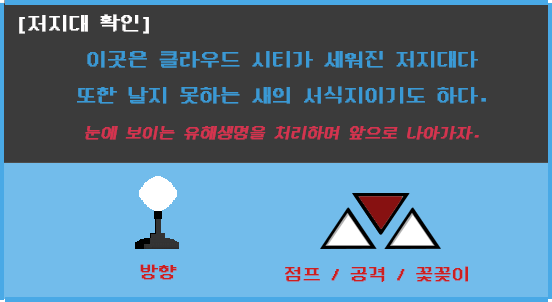 [저지대 확인]
이곳은 클라우드 시티가 세워진 저지대다
또한 날지 못하는 새의 서식지이기도 하다.
눈에 보이는 유해생명을 처리하며 앞으로 나아가자.
방향
점프 / 공격 / 꽃꽂이